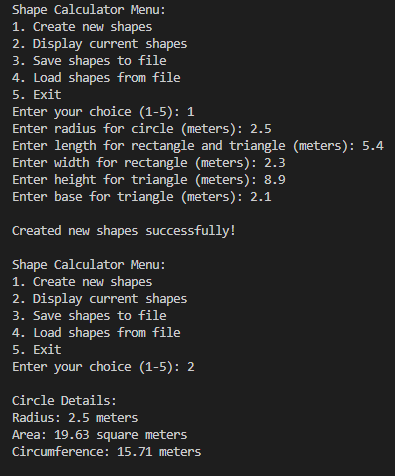 Shape Calculator Menu:
1. Create new shapes
2. Display current shapes
3. Save shapes to file
4. Load shapes from file
5. Exit
Enter your choice (1-5): 1
Enter radius for circle (meters): 2.5
Enter length for rectangle and triangle (meters): 5.4
Enter width for rectangle (meters): 2.3
Enter height for triangle (meters): 8.9
Enter base for triangle (meters): 2.1
Created new shapes successfully!
Shape Calculator Menu:
1. Create new shapes
2. Display current shapes
3. Save shapes to file
4. Load shapes from file
5. Exit
Enter your choice (1-5): 2
Circle Details:
Radius: 2.5 meters
Area: 19.63 square meters
Circumference: 15.71 meters